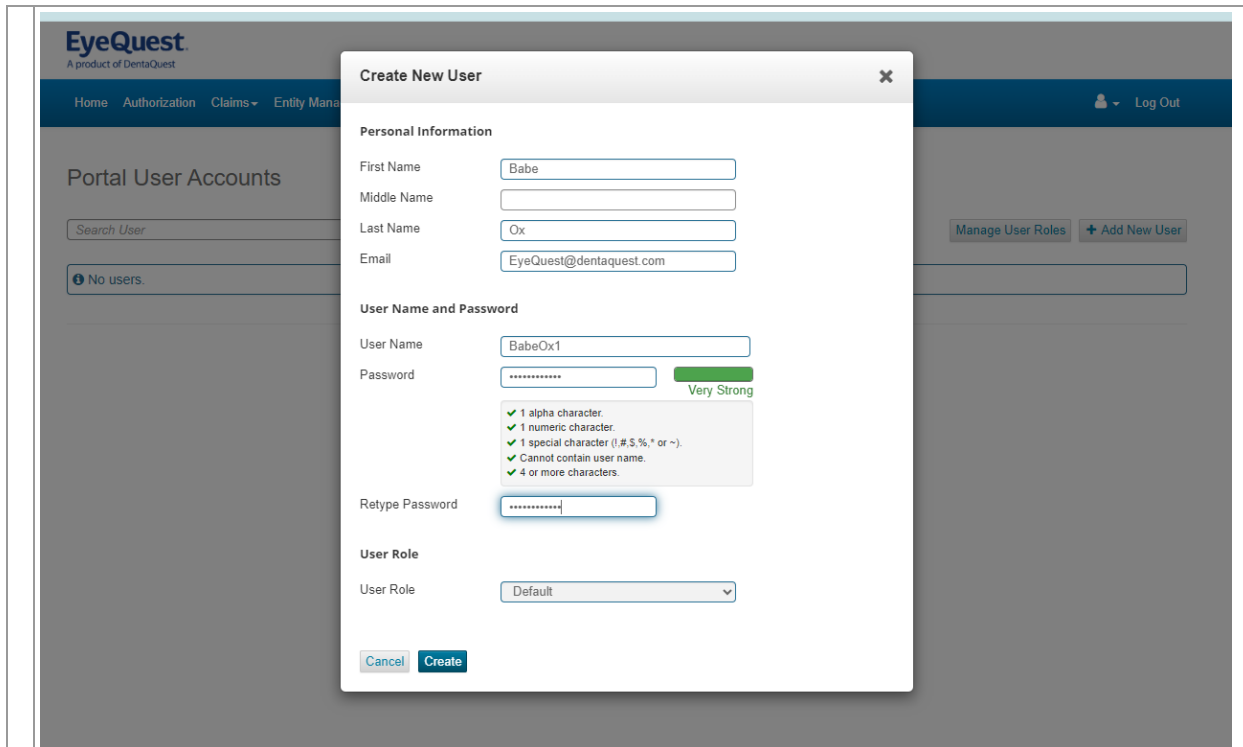 EyeQuest.
A product of DentaQuest
Home Authorization Claims Entity Mana
Log Out
Portal User Accounts
Search User
Manage User Roles
+ Add New User
No users.
Create New User
Personal Information
First Name Babe
Middle Name
Last Name Ox
Email EyeQuest@dentaquest.com
User Name and Password
User Name BabeOx1
Password ••••••••••••
Very Strong
✔ 1 alpha character.
✔ 1 numeric character.
✔ 1 special character (!,#,$,%,* or ~).
✔ Cannot contain user name.
✔ 4 or more characters.
Retype Password ••••••••••••
User Role
User Role Default
Cancel Create